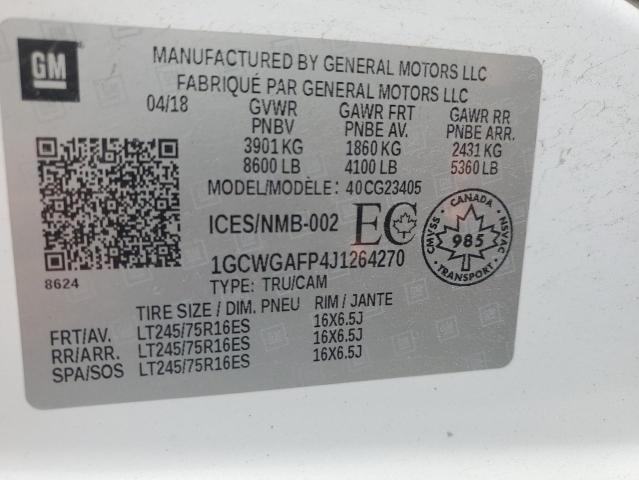 GM
MANUFACTURED BY GENERAL MOTORS LLC
FABRIQUÉ PAR GENERAL MOTORS LLC
04/18 GVWR GAWR FRT GAWR RR
PNBV PNBE AV. PNBE ARR.
3901 KG 1860 KG 2431 KG
8600 LB 4100 LB 5360 LB
MODEL/MODÈLE: 40CG23405
ICES/NMB-002 EC
CANADA
CMVSS 985 NSVAC
TRANSPORT
1GCWGAFP4J1264270
8624
TYPE: TRU/CAM
TIRE SIZE / DIM. PNEU RIM / JANTE
FRT/AV. LT245/75R16ES 16X6.5J
RR/ARR. LT245/75R16ES 16X6.5J
SPA/SOS LT245/75R16ES 16X6.5J